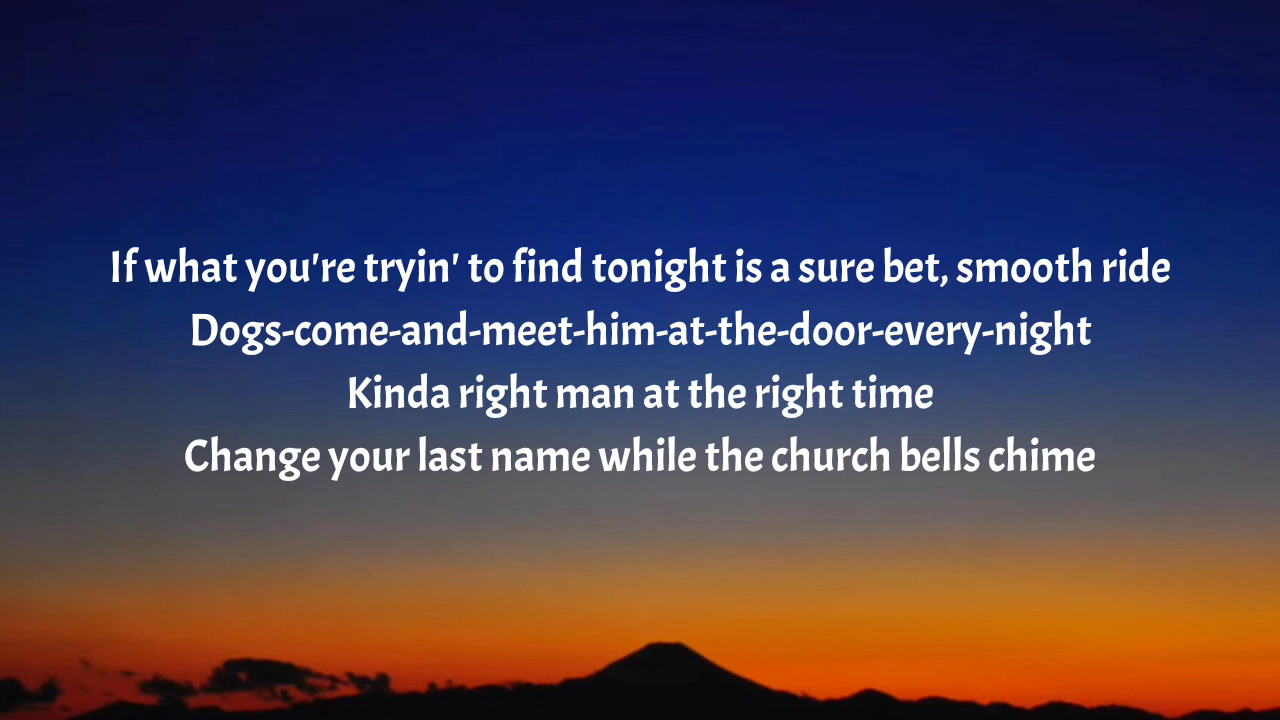 If what you're tryin' to find tonight is a sure bet, smooth ride
Dogs-come-and-meet-him-at-the-door-every-night
Kinda right man at the right time
Change your last name while the church bells chime